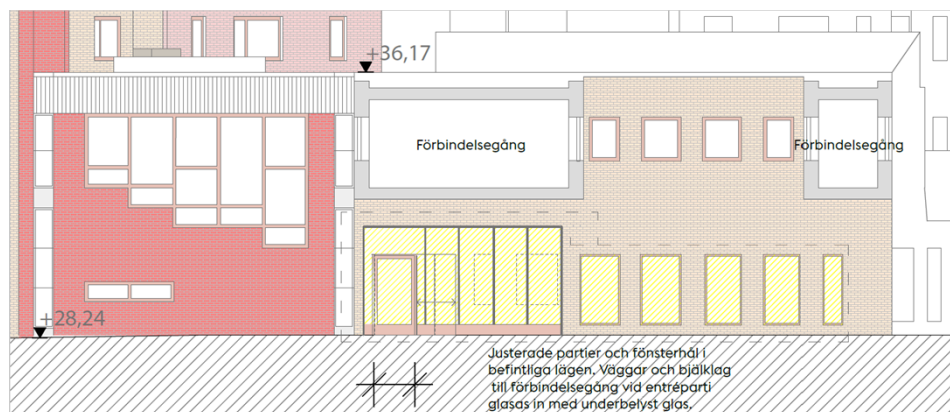 +36,17
Förbindelsegång
Förbindelsegång
+28,24
Justerade partier och fönsterhål i
befintliga lägen. Väggar och bjälklag
till förbindelsegång vid entréparti
glasas in med underbelyst glas.